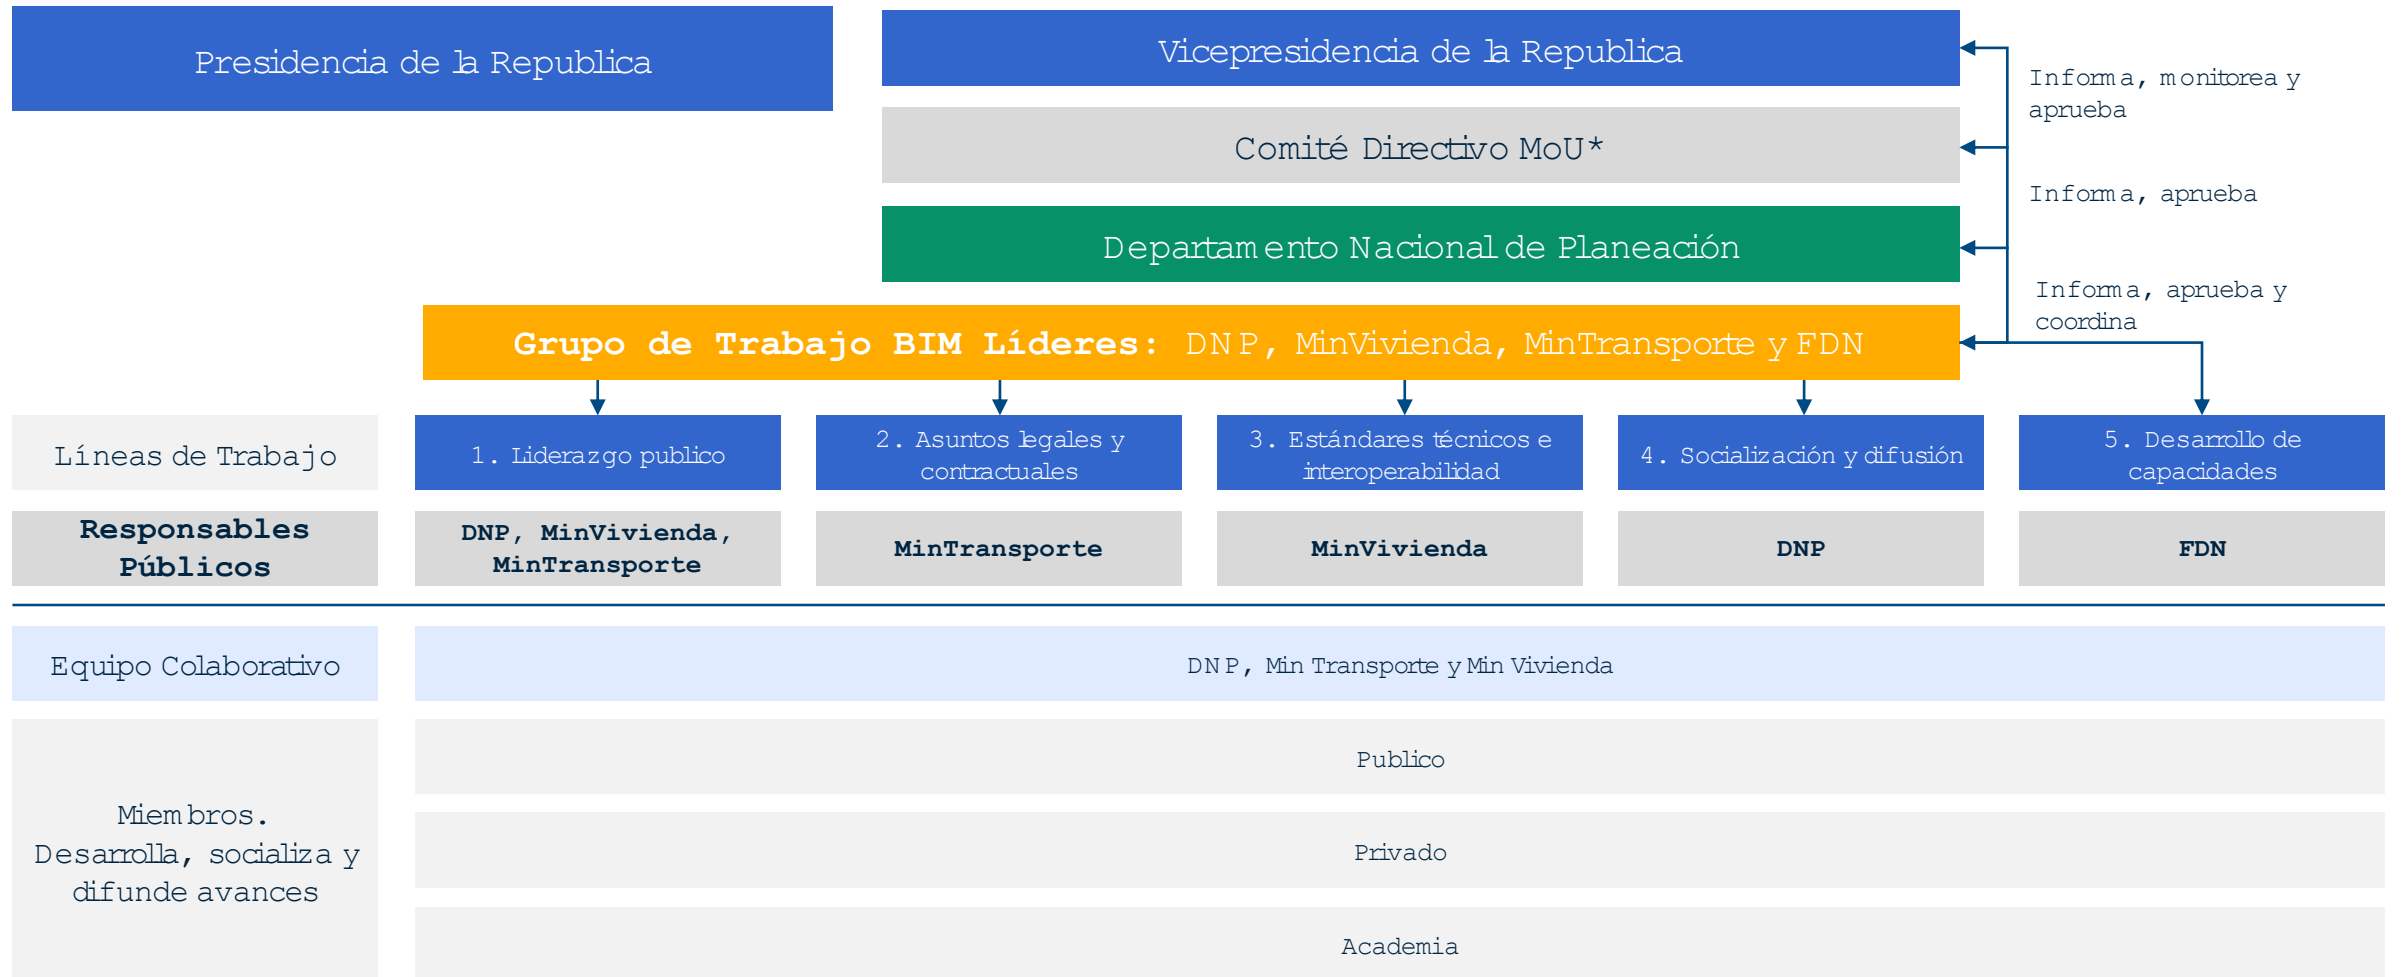 Presidencia de la Republica
Vicepresidencia de la Republica
Informa, monitorea y
aprueba
Comité Directivo MoU*
Informa, aprueba
Departamento Nacional de Planeación
Informa, aprueba y
coordina
Grupo de Trabajo BIM Líderes: DNP, MinVivienda, MinTransporte y FDN
Líneas de Trabajo
1. Liderazgo publico
2. Asuntos legales y
contractuales
3. Estándares técnicos e
interoperabilidad
4. Socialización y difusión
5. Desarrollo de
capacidades
Responsables
Públicos
DNP, MinVivienda,
MinTransporte
MinTransporte
MinVivienda
DNP
FDN
Equipo Colaborativo
DNP, Min Transporte y Min Vivienda
Miembros.
Desarrolla, socializa y
difunde avances
Publico
Privado
Academia